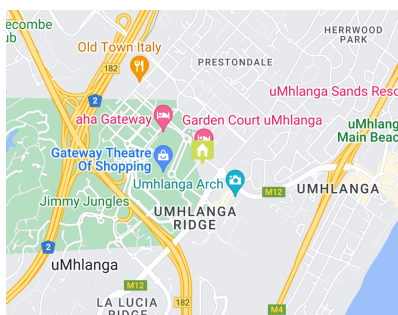 ecombe
ub
HERRWOOD
PARK
Old Town Italy
PRESTONDALE
182
2
uMhlanga Sands Reso
aha Gateway
Garden Court uMhlanga
uMhlang
Main Beac
Gateway Theatre
Of Shopping
Umhlanga Arch
M12
UMHLANGA
Jimmy Jungles
UMHLANGA
RIDGE
2
uMhlanga
M12
LA LUCIA
RIDGE
182
M4